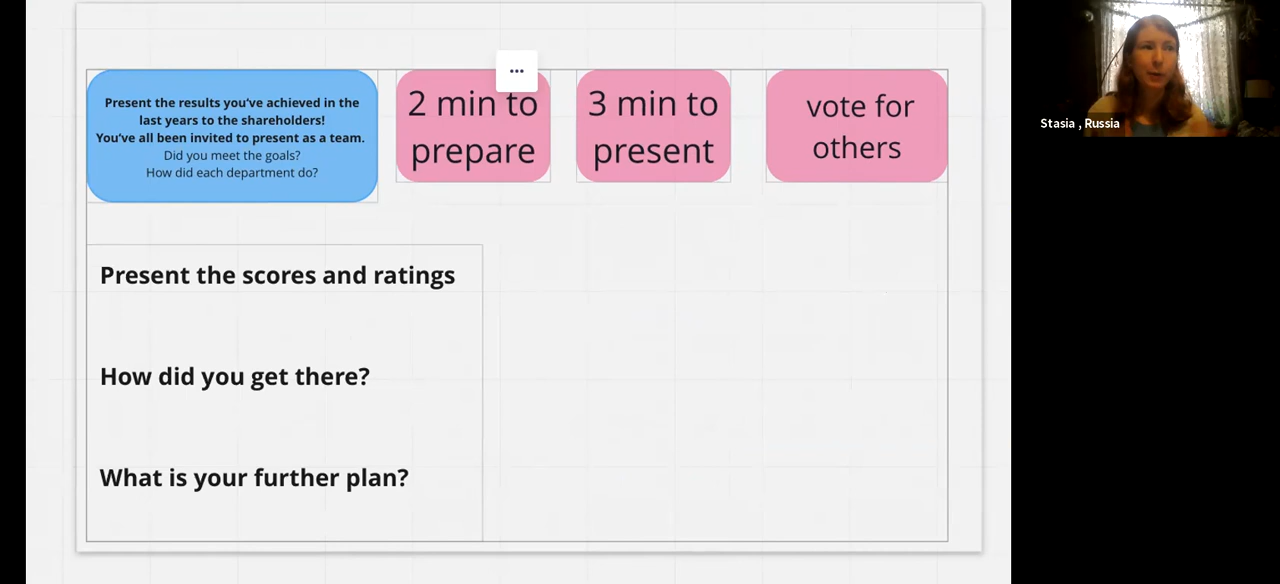 Present the results you've achieved in the
last years to the shareholders!
You've all been invited to present as a team.
Did you meet the goals?
How did each department do?
2 min to
prepare
3 min to
present
vote for
others
Stasia , Russia
Present the scores and ratings
How did you get there?
What is your further plan?